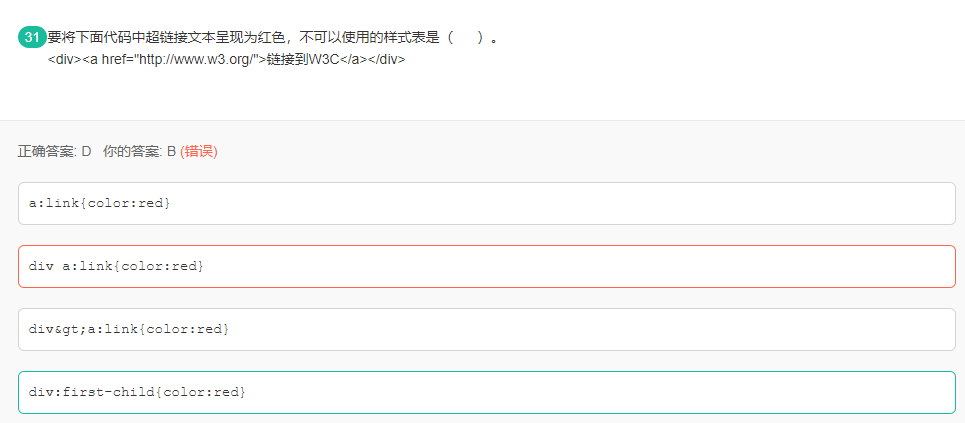 31 要将下面代码中超链接文本呈现为红色，不可以使用的样式表是（ ）。
<div><a href="http://www.w3.org/">链接到W3C</a></div>
正确答案: D 你的答案: B (错误)
a:link{color:red}
div a:link{color:red}
div&gt;a:link{color:red}
div:first-child{color:red}